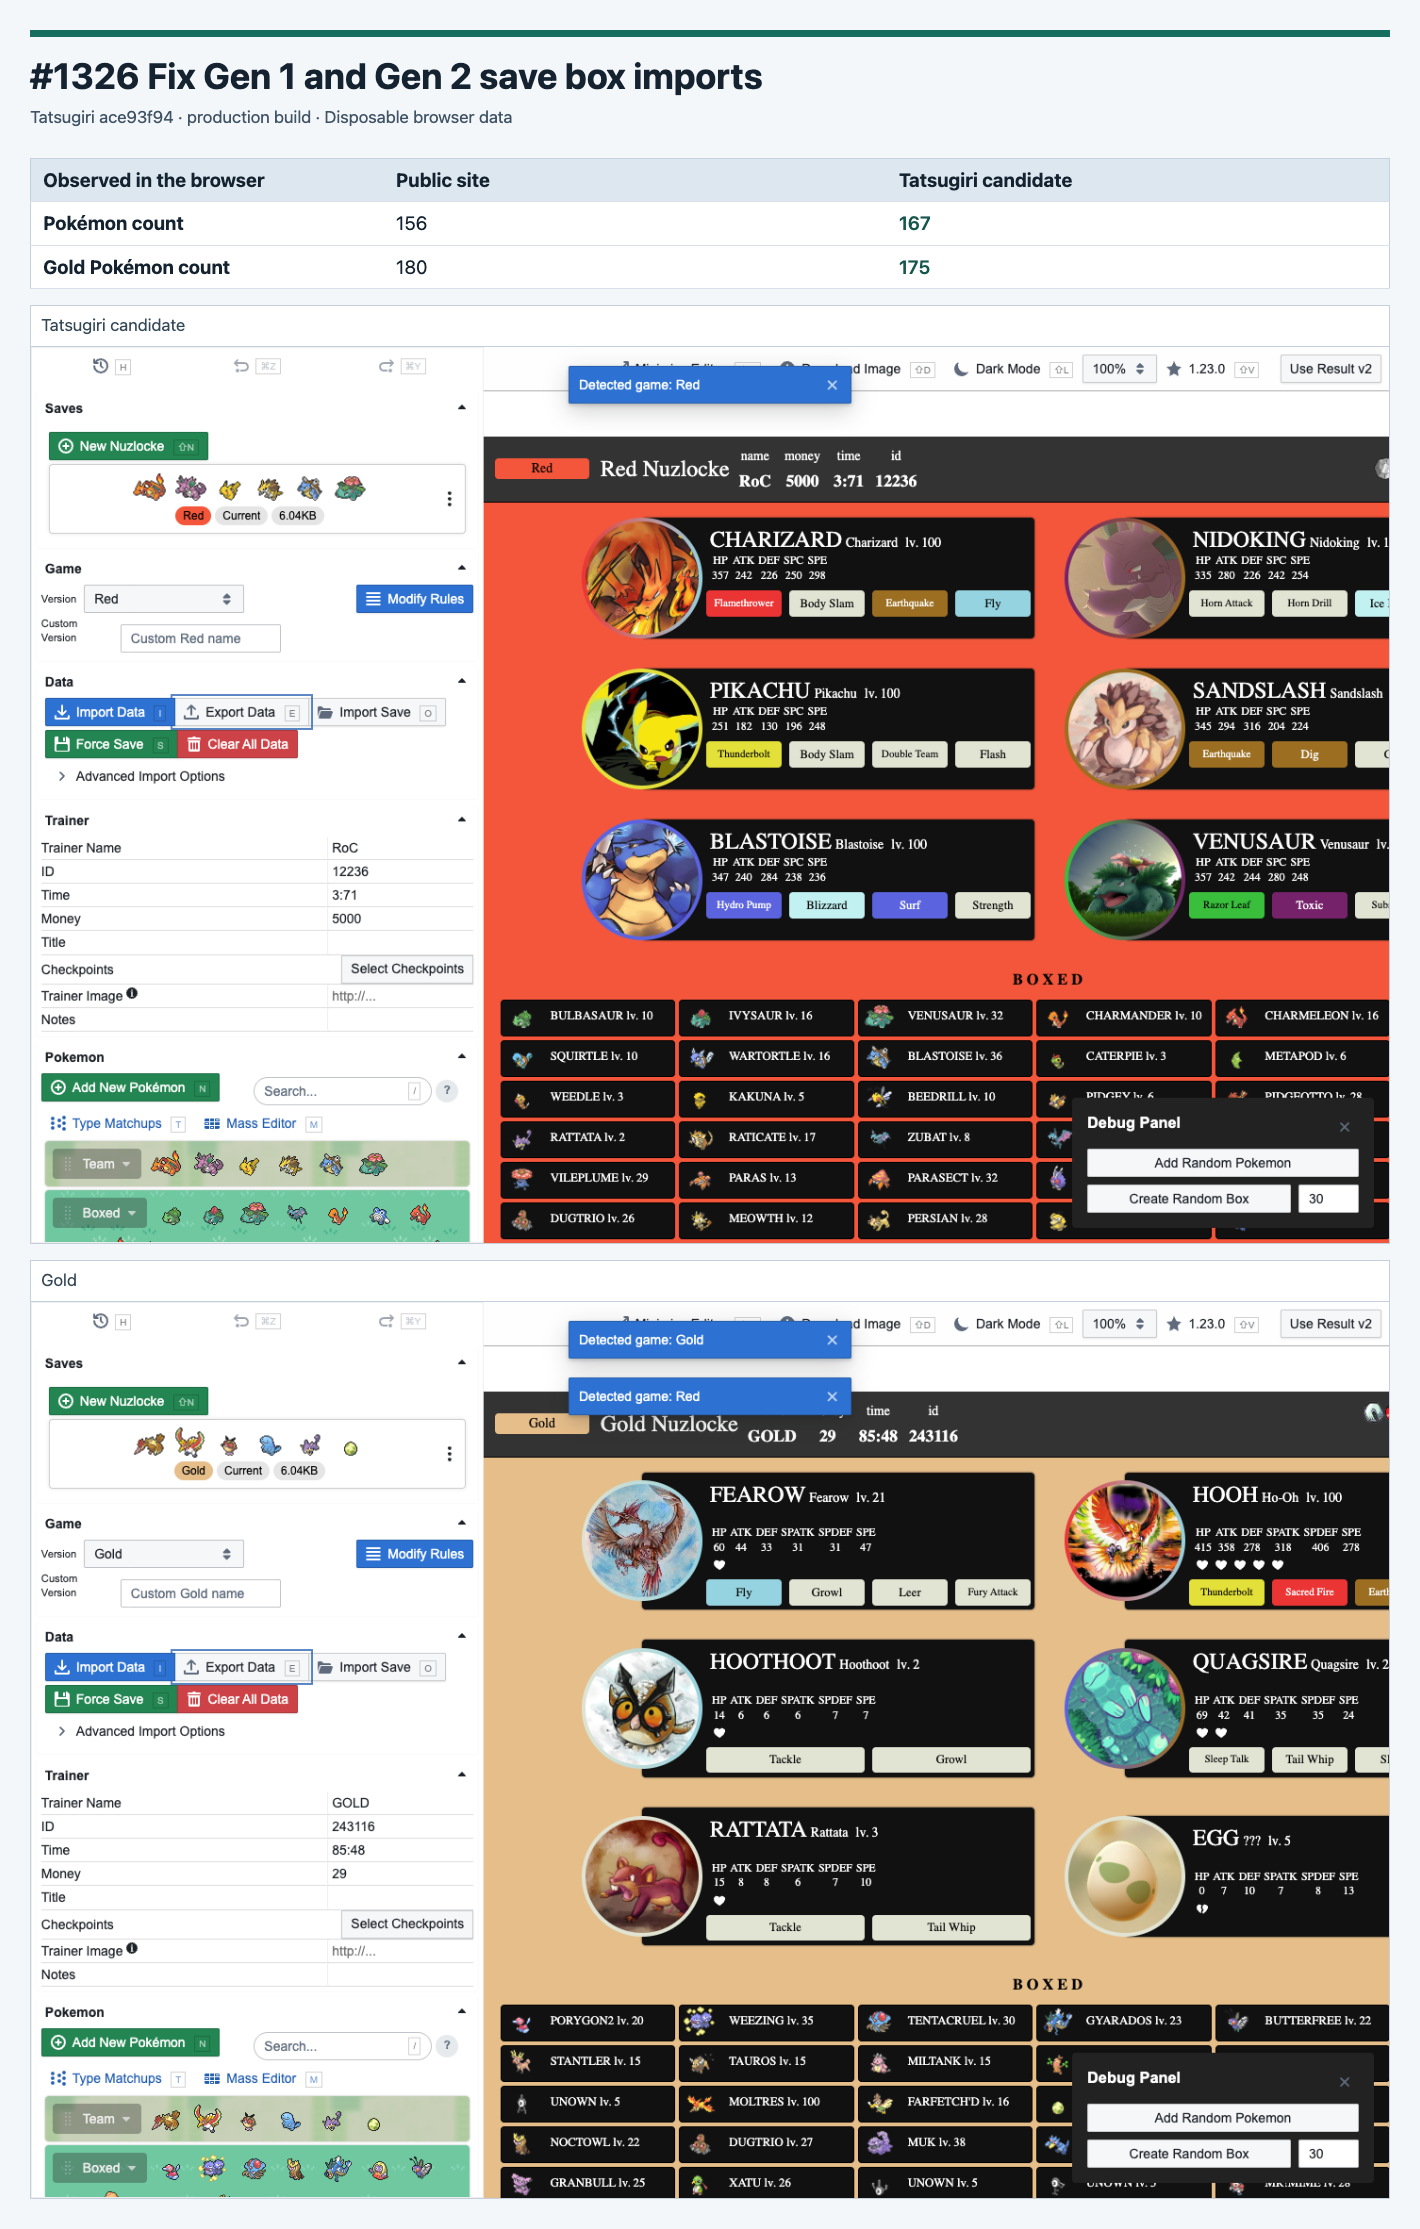 #1326 Fix Gen 1 and Gen 2 save box imports
Tatsugiri ace93f94 · production build · Disposable browser data
Observed in the browser Public site Tatsugiri candidate
Pokémon count 156 167
Gold Pokémon count 180 175
Tatsugiri candidate
H ⌘Z ⌘Y
Image ⇧D Dark Mode ⇧L 100% 1.23.0 ⇧V Use Result v2
Detected game: Red ×
Saves
New Nuzlocke ⇧N
Red Current 6.04KB
Game
Version Red Modify Rules
Custom
Version Custom Red name
Data
Import Data I Export Data E Import Save O
Force Save S Clear All Data
Advanced Import Options
Trainer
Trainer Name RoC
ID 12236
Time 3:71
Money 5000
Title
Checkpoints Select Checkpoints
Trainer Image http://...
Notes
Pokemon
Add New Pokémon N Search... / ?
Type Matchups T Mass Editor M
Team
Boxed
Red Red Nuzlocke
name money time id
RoC 5000 3:71 12236
CHARIZARD Charizard lv. 100
HP ATK DEF SPC SPE
357 242 226 250 298
Flamethrower Body Slam Earthquake Fly
NIDOKING Nidoking lv. 1
HP ATK DEF SPC SPE
335 280 226 242 254
Horn Attack Horn Drill Ice
PIKACHU Pikachu lv. 100
HP ATK DEF SPC SPE
251 182 130 196 248
Thunderbolt Body Slam Double Team Flash
SANDSLASH Sandslash
HP ATK DEF SPC SPE
345 294 316 204 224
Earthquake Dig
BLASTOISE Blastoise lv. 100
HP ATK DEF SPC SPE
347 240 284 238 236
Hydro Pump Blizzard Surf Strength
VENUSAUR Venusaur lv.
HP ATK DEF SPC SPE
357 242 244 280 248
Razor Leaf Toxic
BOXED
BULBASAUR lv. 10 IVYSAUR lv. 16 VENUSAUR lv. 32 CHARMANDER lv. 10 CHARMELEON lv. 16
SQUIRTLE lv. 10 WARTORTLE lv. 16 BLASTOISE lv. 36 CATERPIE lv. 3 METAPOD lv. 6
WEEDLE lv. 3 KAKUNA lv. 5 BEEDRILL lv. 10 PIDGEY lv. 6 PIDGEOTTO lv. 28
RATTATA lv. 2 RATICATE lv. 17 ZUBAT lv. 8
VILEPLUME lv. 29 PARAS lv. 13 PARASECT lv. 32
DUGTRIO lv. 26 MEOWTH lv. 12 PERSIAN lv. 28
Debug Panel ×
Add Random Pokemon
Create Random Box 30
Gold
H ⌘Z ⌘Y
Image ⇧D Dark Mode ⇧L 100% 1.23.0 ⇧V Use Result v2
Detected game: Gold ×
Detected game: Red ×
Saves
New Nuzlocke ⇧N
Gold Current 6.04KB
Game
Version Gold Modify Rules
Custom
Version Custom Gold name
Data
Import Data I Export Data E Import Save O
Force Save S Clear All Data
Advanced Import Options
Trainer
Trainer Name GOLD
ID 243116
Time 85:48
Money 29
Title
Checkpoints Select Checkpoints
Trainer Image http://...
Notes
Pokemon
Add New Pokémon N Search... / ?
Type Matchups T Mass Editor M
Team
Boxed
Gold Gold Nuzlocke
time id
GOLD 29 85:48 243116
FEAROW Fearow lv. 21
HP ATK DEF SPATK SPDEF SPE
60 44 33 31 31 47
Fly Growl Leer Fury Attack
HOOH Ho-Oh lv. 100
HP ATK DEF SPATK SPDEF SPE
415 358 278 318 406 278
Thunderbolt Sacred Fire
HOOTHOOT Hoothoot lv. 2
HP ATK DEF SPATK SPDEF SPE
14 6 6 6 7 7
Tackle Growl
QUAGSIRE Quagsire lv. 2
HP ATK DEF SPATK SPDEF SPE
69 42 41 35 35 24
Sleep Talk Tail Whip
RATTATA Rattata lv. 3
HP ATK DEF SPATK SPDEF SPE
15 8 8 6 7 10
Tackle Tail Whip
EGG ??? lv. 5
HP ATK DEF SPATK SPDEF SPE
0 7 10 7 8 13
BOXED
PORYGON2 lv. 20 WEEZING lv. 35 TENTACRUEL lv. 30 GYARADOS lv. 23 BUTTERFREE lv. 22
STANTLER lv. 15 TAUROS lv. 15 MILTANK lv. 15
UNOWN lv. 5 MOLTRES lv. 100 FARFETCH'D lv. 16
NOCTOWL lv. 22 DUGTRIO lv. 27 MUK lv. 38
GRANBULL lv. 25 XATU lv. 26 UNOWN lv. 5 UNOWN lv. 5 MR.MIME lv. 26
Debug Panel ×
Add Random Pokemon
Create Random Box 30